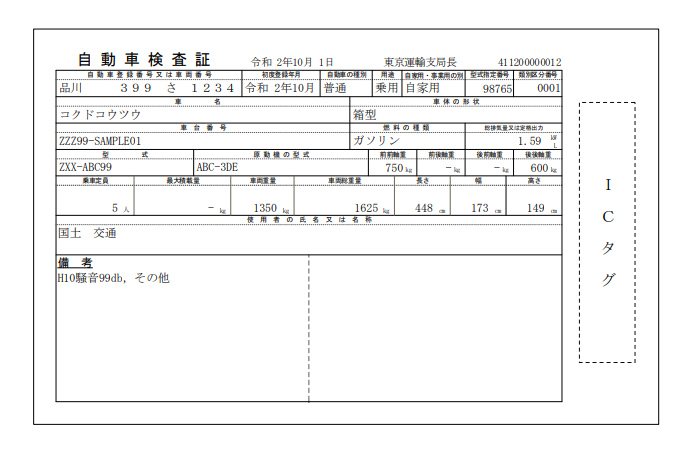 自動車検査証 令和 2年10月 1日 東京運輸支局長 411200000012
自動車登録番号又は車両番号 初度登録年月 自動車の種別 用途 自家用・事業用の別 型式指定番号 類別区分番号
品川 399 さ 1234 令和 2年10月 普通 乗用 自家用 98765 0001
車名 車体の形状
コクドコウツウ 箱型
車台番号 燃料の種類 総排気量又は定格出力
ZZZ99-SAMPLE01 ガソリン 1.59 kW L
型式 原動機の型式 前前軸重 前後軸重 後前軸重 後後軸重
ZXX-ABC99 ABC-3DE 750 kg - kg - kg 600 kg
乗車定員 最大積載量 車両重量 車両総重量 長さ 幅 高さ
5 人 - kg 1350 kg 1625 kg 448 cm 173 cm 149 cm
使用者の氏名又は名称
国土 交通
備考
H10騒音99db，その他
ICタグ